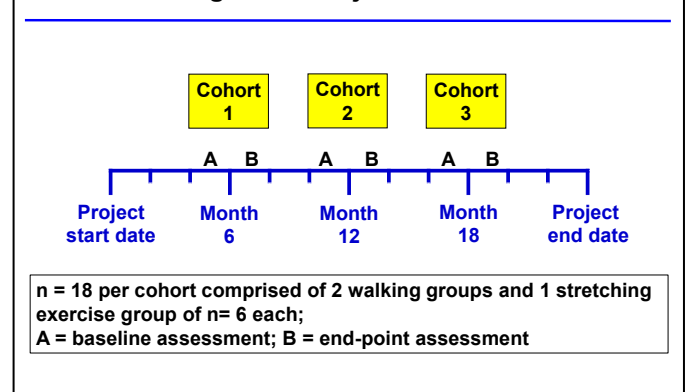 Cohort 1
Cohort 2
Cohort 3
A B A B A B
Project start date
Month 6
Month 12
Month 18
Project end date
n = 18 per cohort comprised of 2 walking groups and 1 stretching
exercise group of n= 6 each;
A = baseline assessment; B = end-point assessment